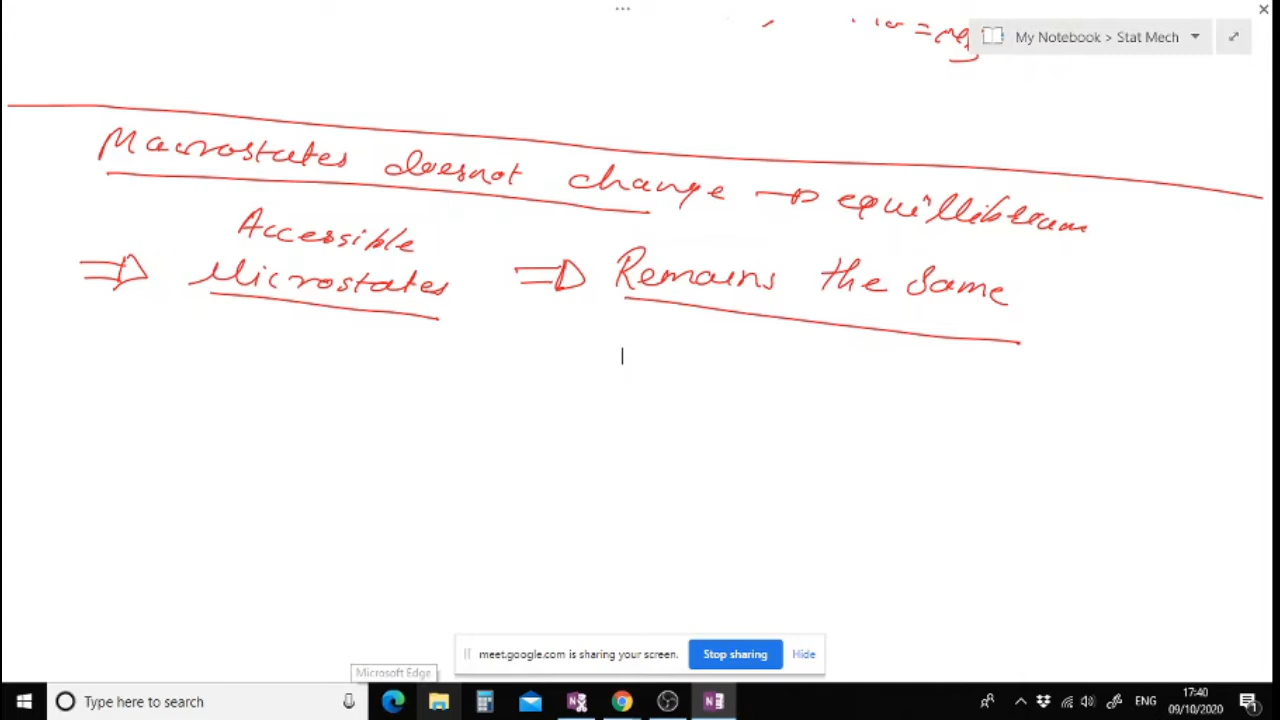 My Notebook > Stat Mech
Macrostates doesnot change → equillibrium
Accessible
⇒ Microstates ⇒ Remains the same
meet.google.com is sharing your screen. Stop sharing Hide
Microsoft Edge
Type here to search
ENG
17:40
09/10/2020
1